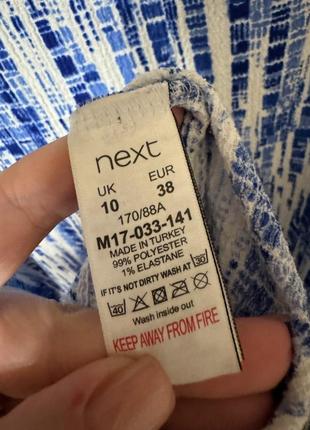 next
UK EUR
10 38
170/88A
M17-033-141
MADE IN TURKEY
99% POLYESTER
1% ELASTANE
IF IT'S NOT DIRTY WASH AT 30
40
Wash inside out
KEEP AWAY FROM FIRE